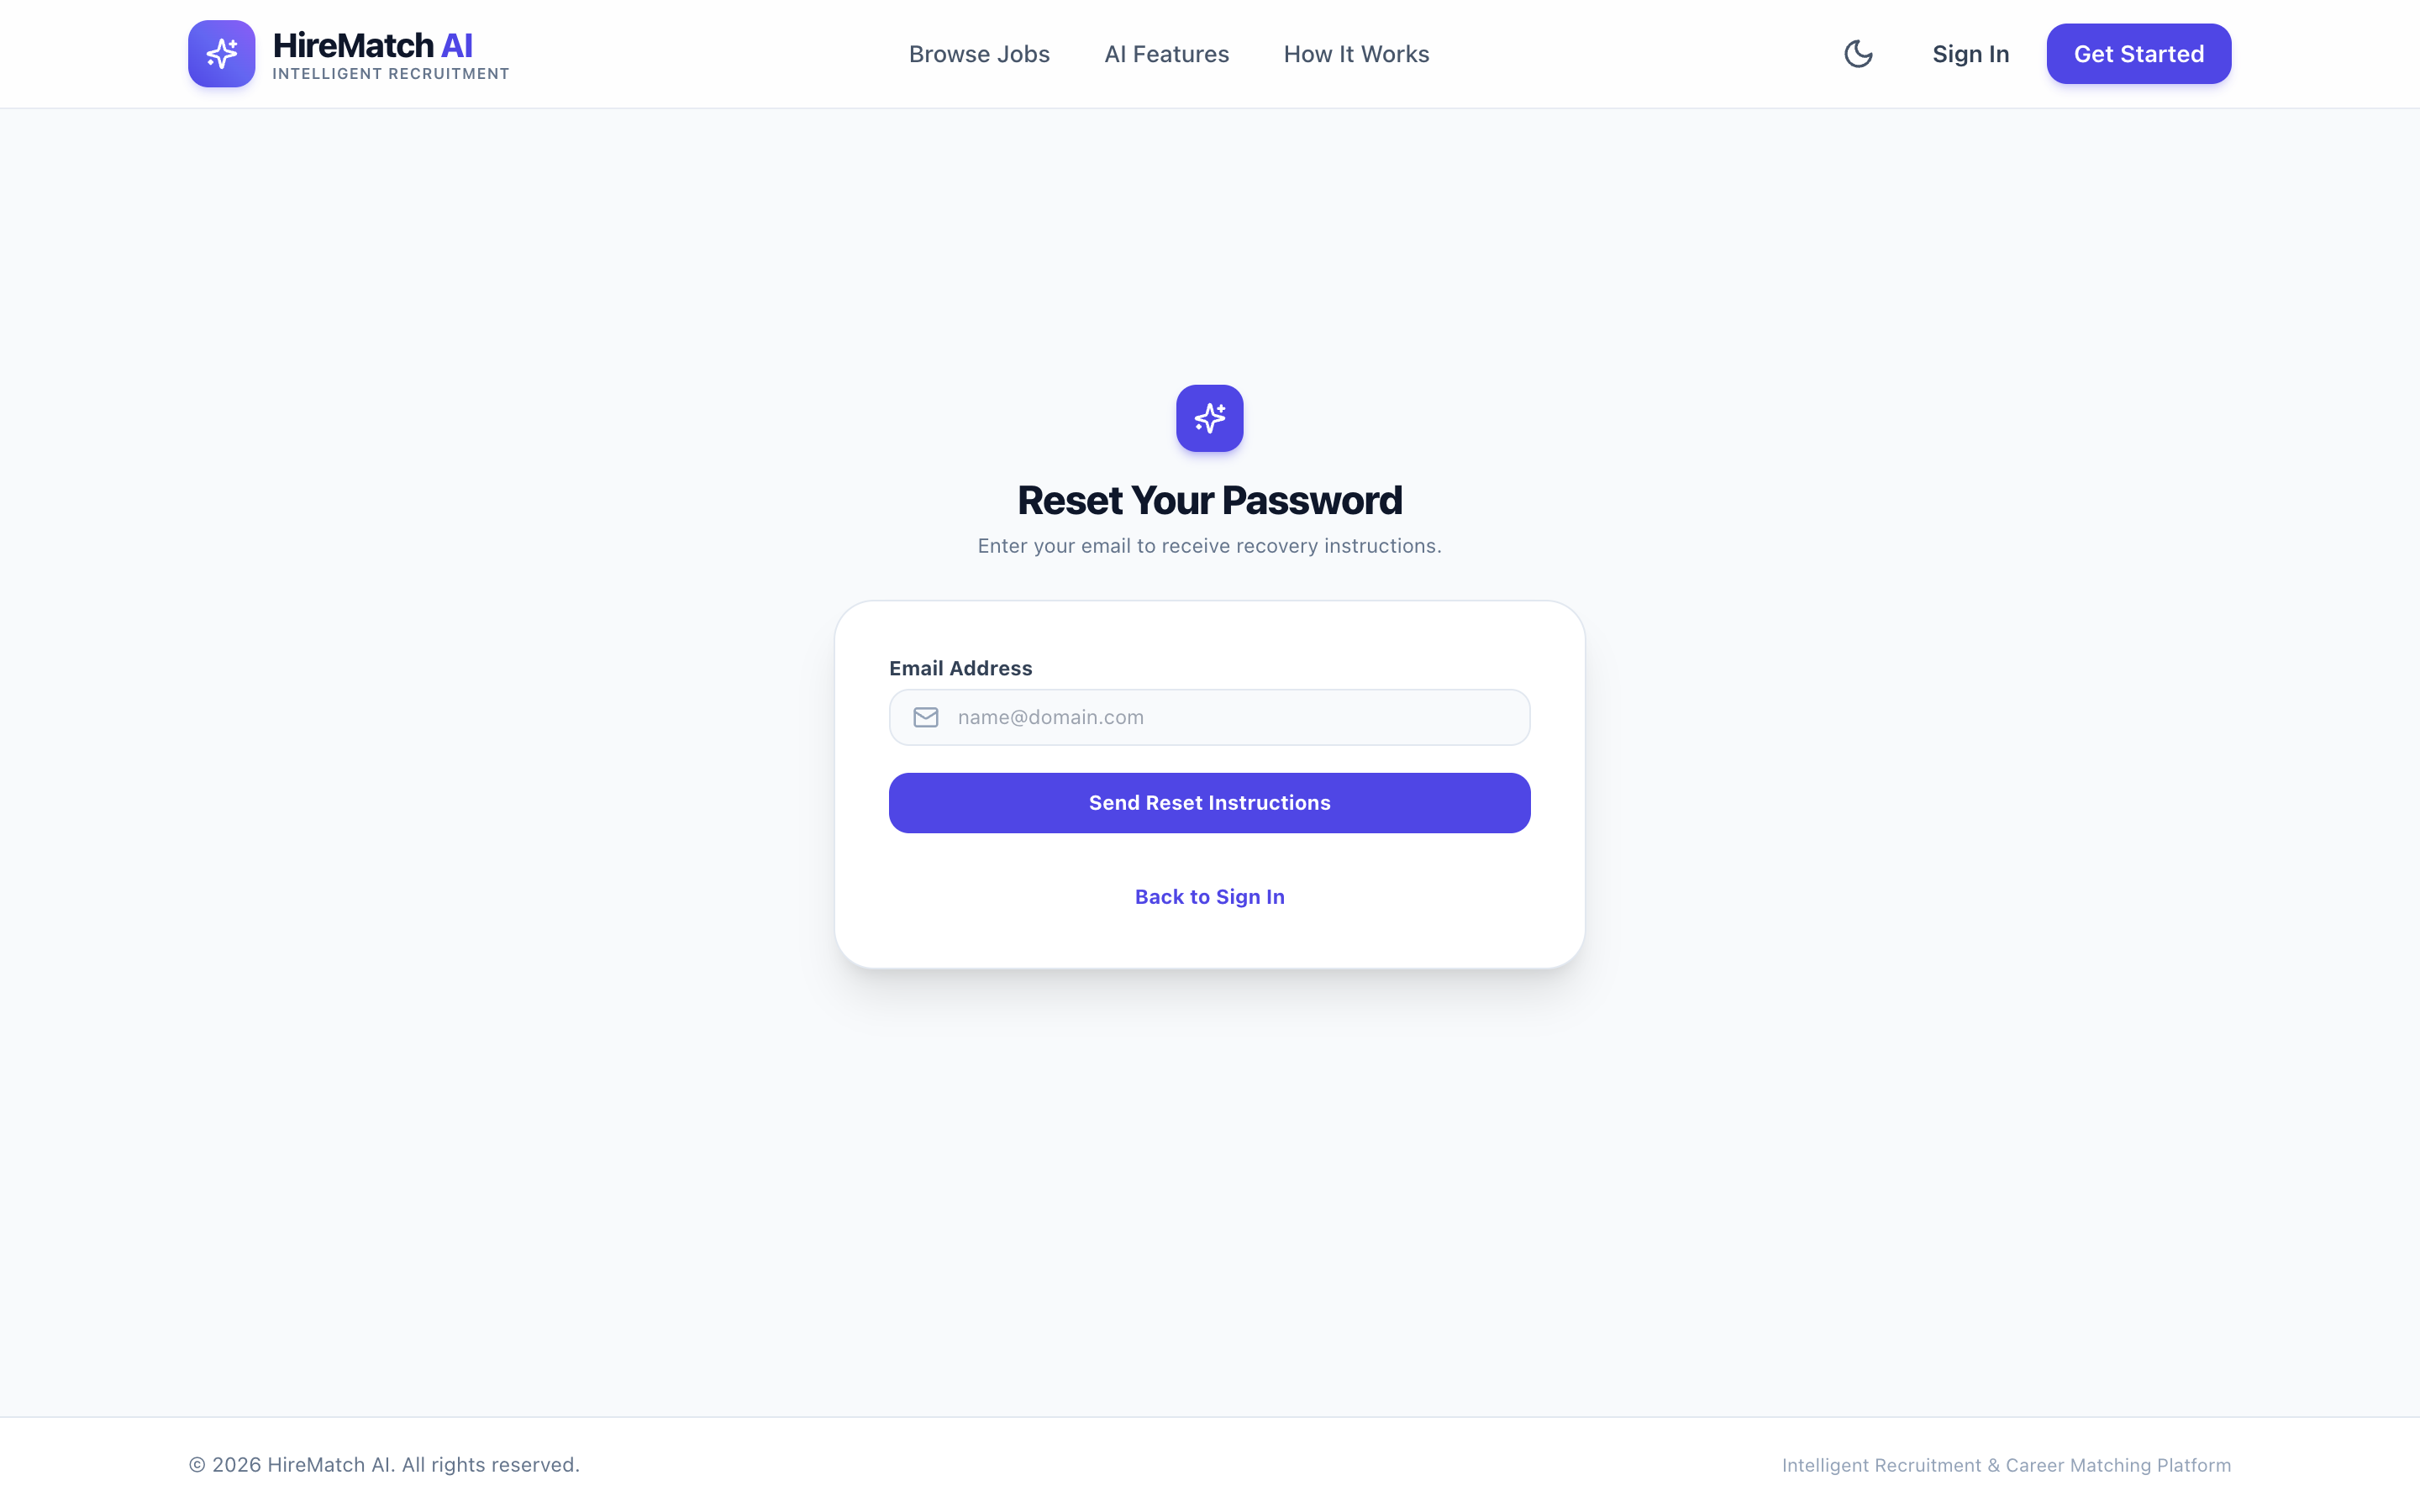 HireMatch AI
INTELLIGENT RECRUITMENT
Browse Jobs
AI Features
How It Works
Sign In
Get Started
Reset Your Password
Enter your email to receive recovery instructions.
Email Address
name@domain.com
Send Reset Instructions
Back to Sign In
© 2026 HireMatch AI. All rights reserved.
Intelligent Recruitment & Career Matching Platform